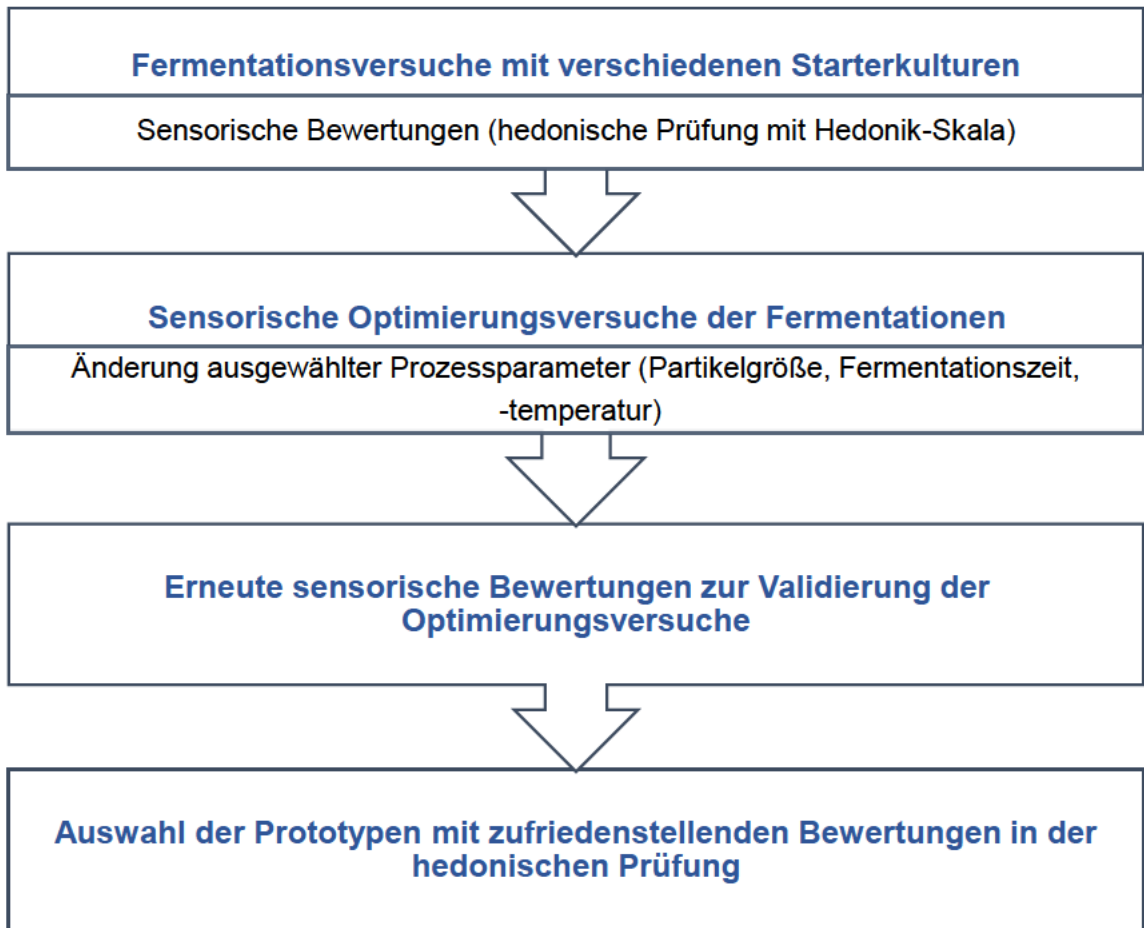 Fermentationsversuche mit verschiedenen Starterkulturen
Sensorische Bewertungen (hedonische Prüfung mit Hedonik-Skala)
Sensorische Optimierungsversuche der Fermentationen
Änderung ausgewählter Prozessparameter (Partikelgröße, Fermentationszeit,
-temperatur)
Erneute sensorische Bewertungen zur Validierung der
Optimierungsversuche
Auswahl der Prototypen mit zufriedenstellenden Bewertungen in der
hedonischen Prüfung